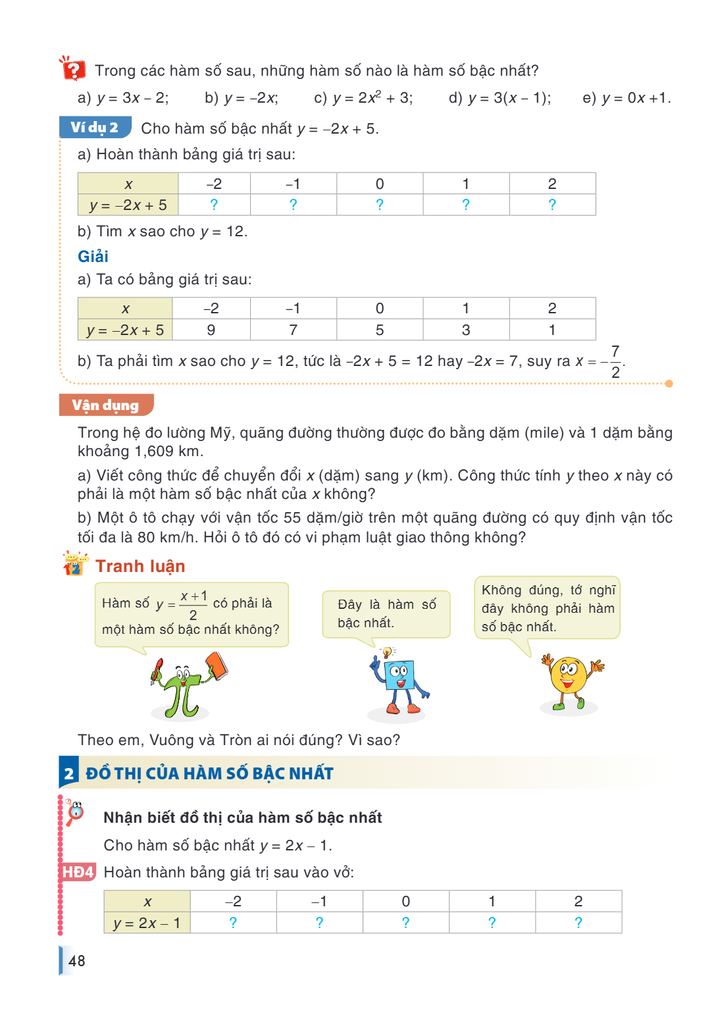 Trong các hàm số sau, những hàm số nào là hàm số bậc nhất?
a) y = 3x – 2; b) y = –2x; c) y = 2x² + 3; d) y = 3(x – 1); e) y = 0x +1.
Ví dụ 2 Cho hàm số bậc nhất y = –2x + 5.
a) Hoàn thành bảng giá trị sau:
x –2 –1 0 1 2
y = –2x + 5 ? ? ? ? ?
b) Tìm x sao cho y = 12.
Giải
a) Ta có bảng giá trị sau:
x –2 –1 0 1 2
y = –2x + 5 9 7 5 3 1
b) Ta phải tìm x sao cho y = 12, tức là –2x + 5 = 12 hay –2x = 7, suy ra x = –7/2.
Vận dụng
Trong hệ đo lường Mỹ, quãng đường thường được đo bằng dặm (mile) và 1 dặm bằng
khoảng 1,609 km.
a) Viết công thức để chuyển đổi x (dặm) sang y (km). Công thức tính y theo x này có
phải là một hàm số bậc nhất của x không?
b) Một ô tô chạy với vận tốc 55 dặm/giờ trên một quãng đường có quy định vận tốc
tối đa là 80 km/h. Hỏi ô tô đó có vi phạm luật giao thông không?
Tranh luận
Hàm số y = (x + 1)/2 có phải là
một hàm số bậc nhất không?
Đây là hàm số
bậc nhất.
Không đúng, tớ nghĩ
đây không phải hàm
số bậc nhất.
Theo em, Vuông và Tròn ai nói đúng? Vì sao?
2 ĐỒ THỊ CỦA HÀM SỐ BẬC NHẤT
Nhận biết đồ thị của hàm số bậc nhất
Cho hàm số bậc nhất y = 2x – 1.
HĐ4 Hoàn thành bảng giá trị sau vào vở:
x –2 –1 0 1 2
y = 2x – 1 ? ? ? ? ?
48